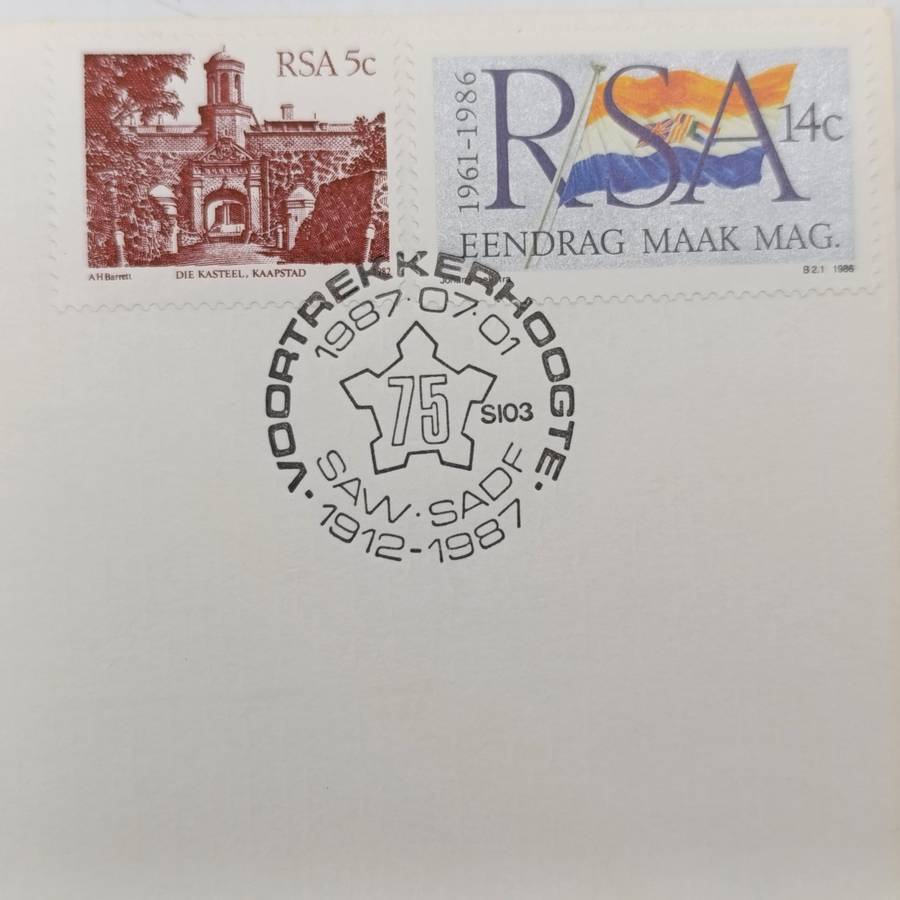 RSA 5c
A H Barrett DIE KASTEEL, KAAPSTAD
1961-1986
RSA 14c
EENDRAG MAAK MAG.
B 2.1 1986
·VOORTREKKERHOOGTE·
1987·07·01
75
S103
SAW·SADF
1912-1987